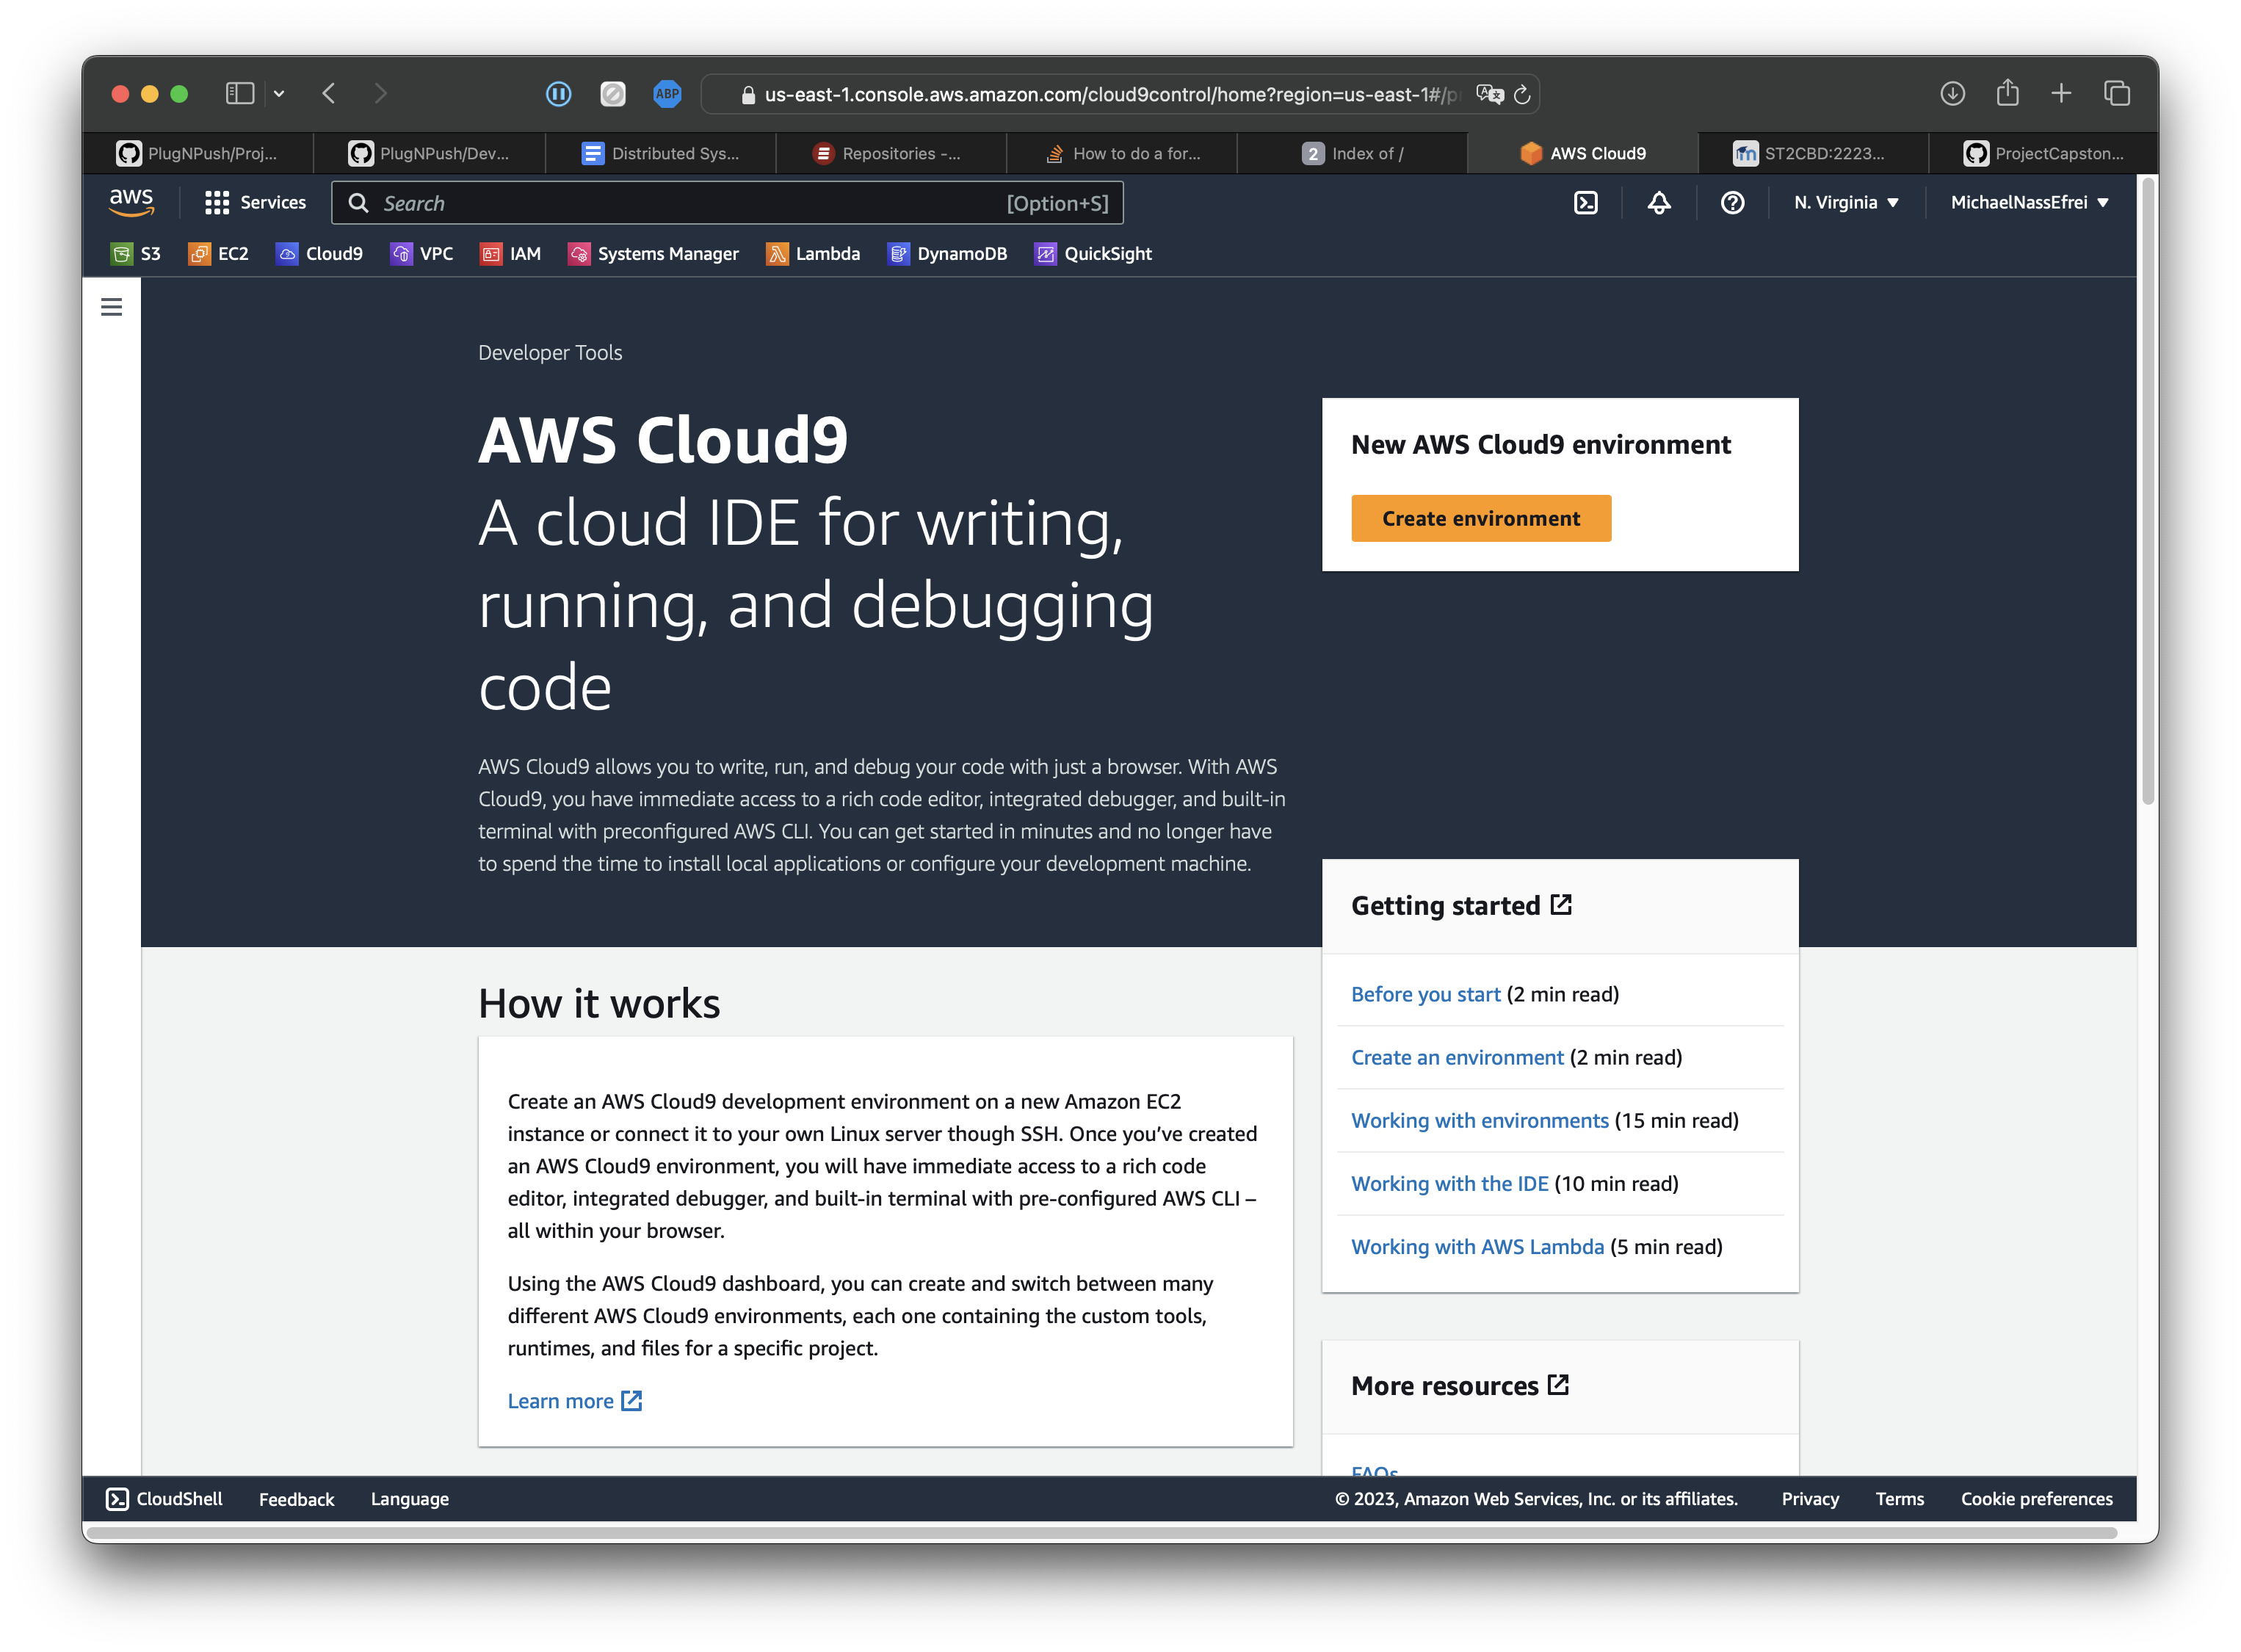 ABP
us-east-1.console.aws.amazon.com/cloud9control/home?region=us-east-1#/p
PlugNPush/Proj...
PlugNPush/Dev...
Distributed Sys...
Repositories -...
How to do a for...
2 Index of /
AWS Cloud9
ST2CBD:2223...
ProjectCapston...
aws
Services
Search
[Option+S]
N. Virginia
MichaelNassEfrei
S3
EC2
Cloud9
VPC
IAM
Systems Manager
Lambda
DynamoDB
QuickSight
Developer Tools
AWS Cloud9
A cloud IDE for writing,
running, and debugging
code
AWS Cloud9 allows you to write, run, and debug your code with just a browser. With AWS
Cloud9, you have immediate access to a rich code editor, integrated debugger, and built-in
terminal with preconfigured AWS CLI. You can get started in minutes and no longer have
to spend the time to install local applications or configure your development machine.
New AWS Cloud9 environment
Create environment
Getting started
Before you start (2 min read)
Create an environment (2 min read)
Working with environments (15 min read)
Working with the IDE (10 min read)
Working with AWS Lambda (5 min read)
How it works
Create an AWS Cloud9 development environment on a new Amazon EC2
instance or connect it to your own Linux server though SSH. Once you’ve created
an AWS Cloud9 environment, you will have immediate access to a rich code
editor, integrated debugger, and built-in terminal with pre-configured AWS CLI –
all within your browser.
Using the AWS Cloud9 dashboard, you can create and switch between many
different AWS Cloud9 environments, each one containing the custom tools,
runtimes, and files for a specific project.
Learn more
More resources
FAQs
CloudShell
Feedback
Language
© 2023, Amazon Web Services, Inc. or its affiliates.
Privacy
Terms
Cookie preferences